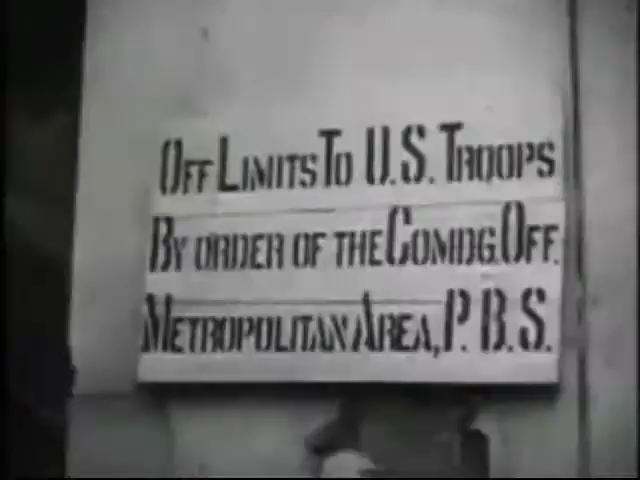 Off Limits To U.S. Troops
By order of the Comdg. Off.
Metropolitan Area, P.B.S.